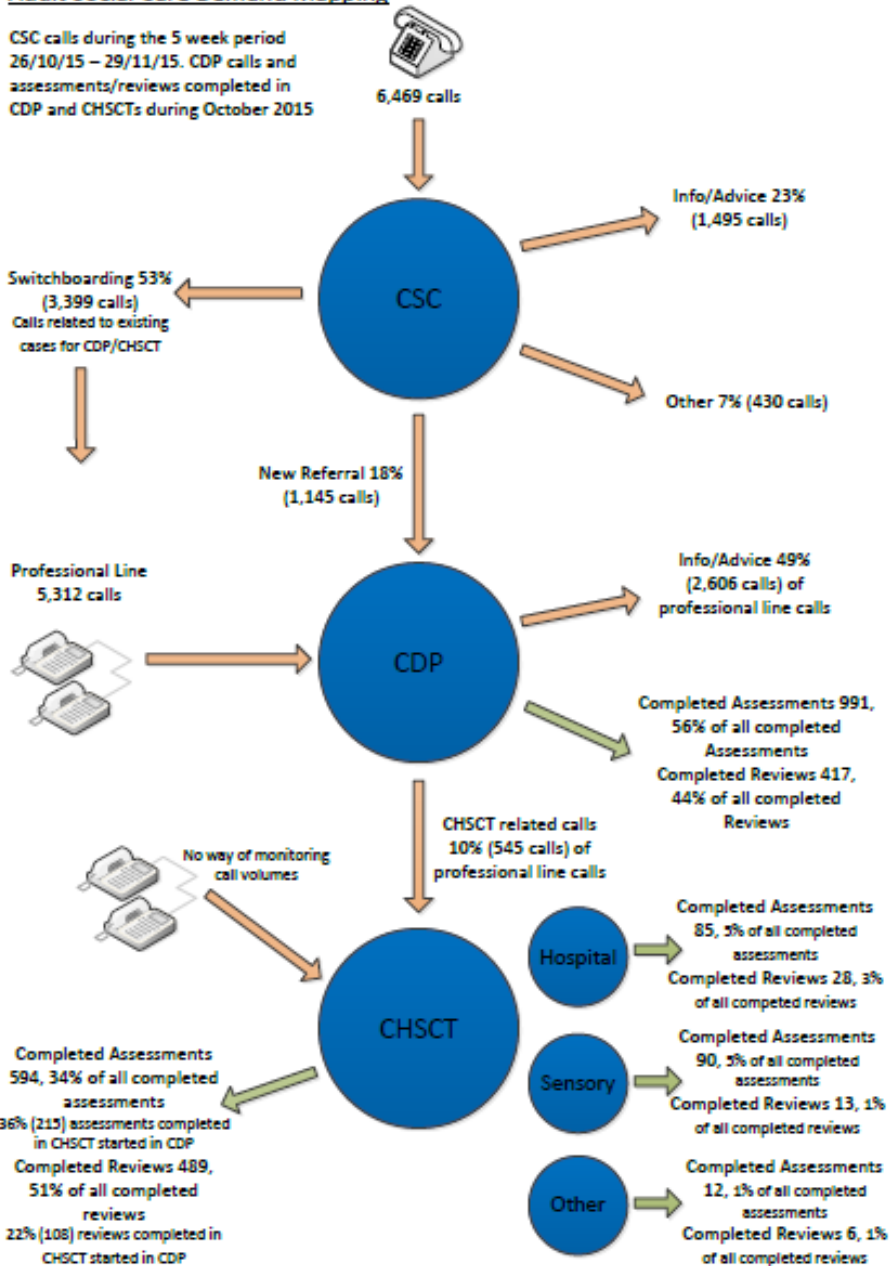 Adult Social Care Demand Mapping
CSC calls during the 5 week period
26/10/15 – 29/11/15. CDP calls and
assessments/reviews completed in
CDP and CHSCTs during October 2015
6,469 calls
Info/Advice 23%
(1,495 calls)
CSC
Switchboarding 53%
(3,399 calls)
Calls related to existing
cases for CDP/CHSCT
Other 7% (430 calls)
New Referral 18%
(1,145 calls)
Professional Line
5,312 calls
Info/Advice 49%
(2,606 calls) of
professional line calls
CDP
Completed Assessments 991,
56% of all completed
Assessments
Completed Reviews 417,
44% of all completed
Reviews
CHSCT related calls
10% (545 calls) of
professional line calls
No way of monitoring
call volumes
Hospital
Completed Assessments
85, 5% of all completed
assessments
Completed Reviews 28, 3%
of all competed reviews
CHSCT
Sensory
Completed Assessments
90, 5% of all completed
assessments
Completed Reviews 13, 1%
of all completed reviews
Completed Assessments
594, 34% of all completed
assessments
36% (215) assessments completed
in CHSCT started in CDP
Completed Reviews 489,
51% of all completed
reviews
22% (108) reviews completed in
CHSCT started in CDP
Other
Completed Assessments
12, 1% of all completed
assessments
Completed Reviews 6, 1%
of all completed reviews